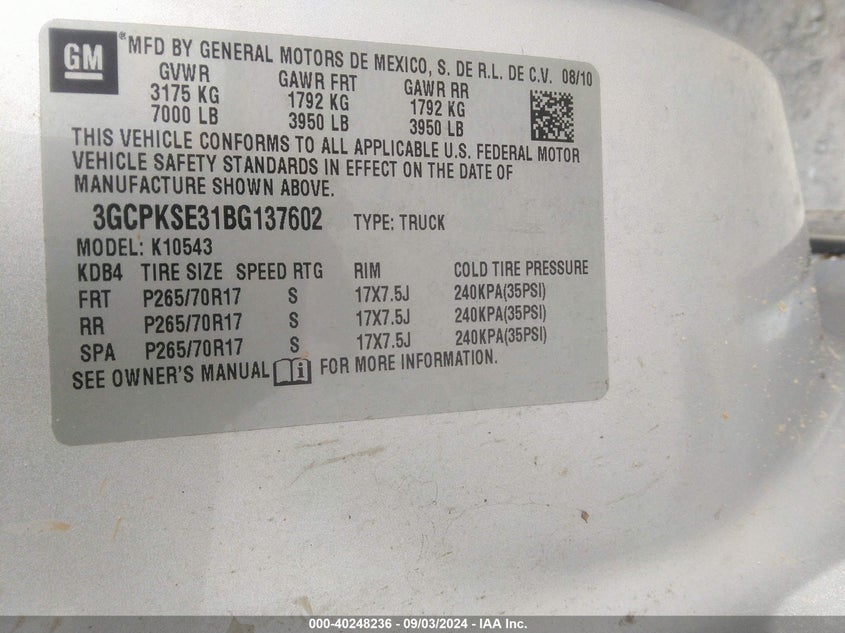 GM
®MFD BY GENERAL MOTORS DE MEXICO, S. DE R.L. DE C.V. 08/10
GVWR GAWR FRT GAWR RR
3175 KG 1792 KG 1792 KG
7000 LB 3950 LB 3950 LB
THIS VEHICLE CONFORMS TO ALL APPLICABLE U.S. FEDERAL MOTOR
VEHICLE SAFETY STANDARDS IN EFFECT ON THE DATE OF
MANUFACTURE SHOWN ABOVE.
3GCPKSE31BG137602 TYPE: TRUCK
MODEL: K10543
KDB4 TIRE SIZE SPEED RTG RIM COLD TIRE PRESSURE
FRT P265/70R17 S 17X7.5J 240KPA(35PSI)
RR P265/70R17 S 17X7.5J 240KPA(35PSI)
SPA P265/70R17 S 17X7.5J 240KPA(35PSI)
SEE OWNER'S MANUAL i FOR MORE INFORMATION.
000-40248236 - 09/03/2024 - IAA Inc.